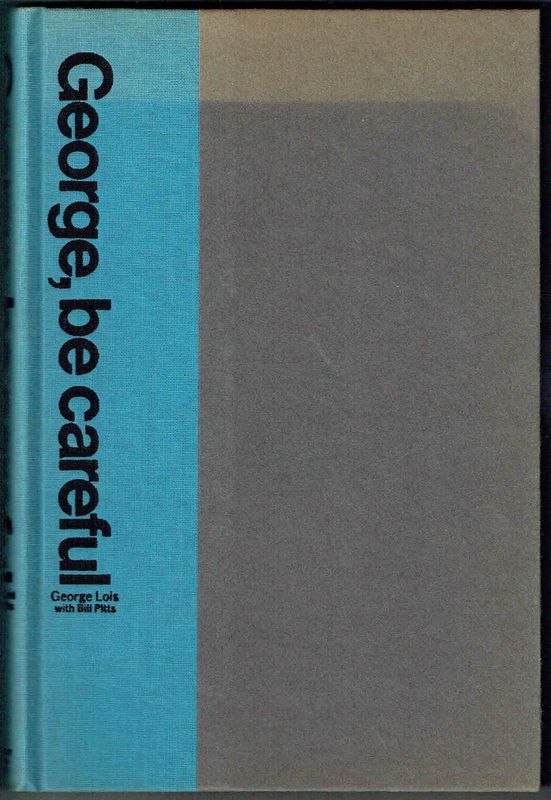 George, be careful
George Lois
with Bill Pitts